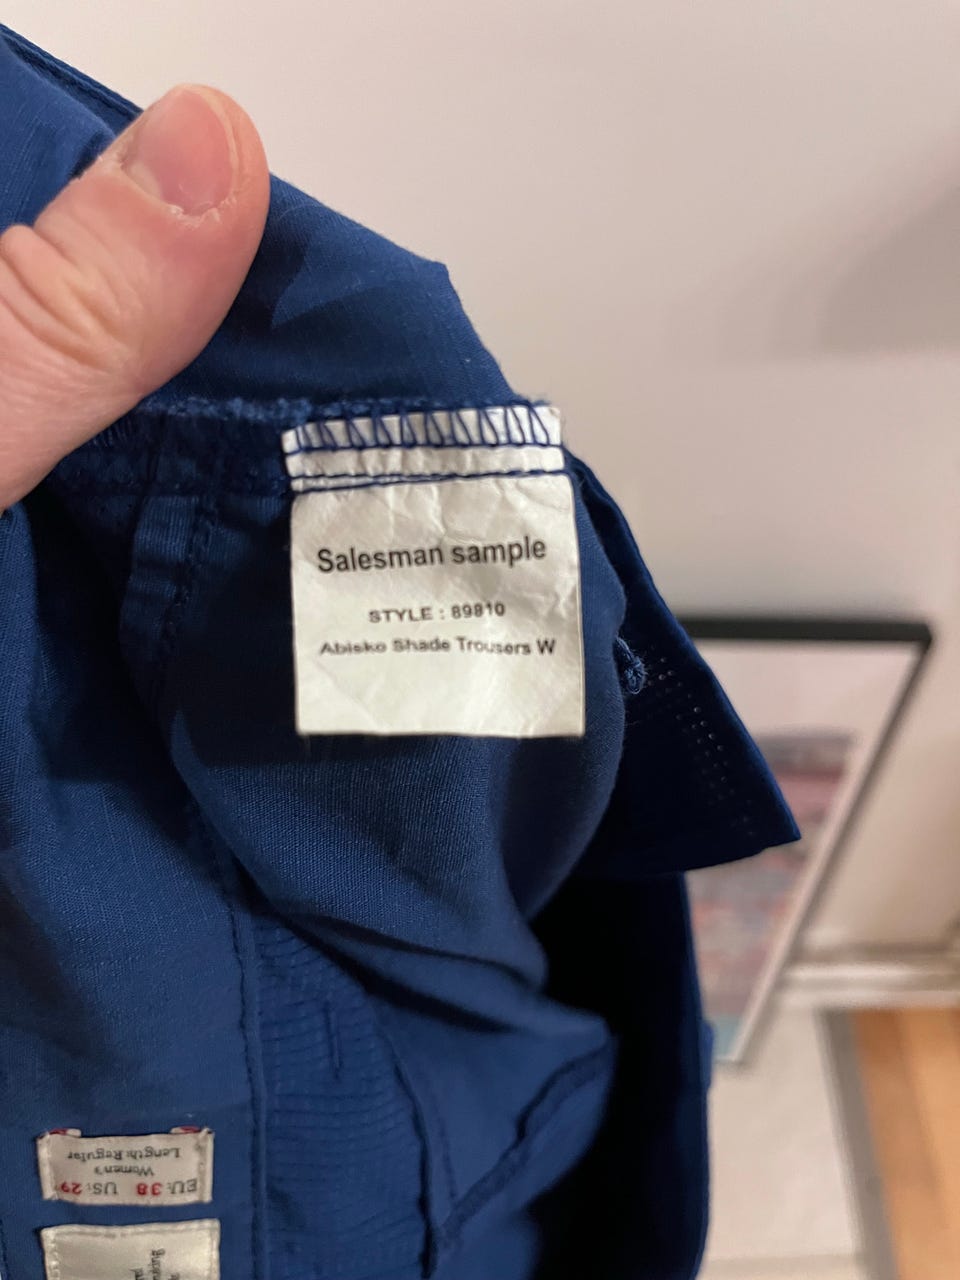 Salesman sample
STYLE : 89810
Abisko Shade Trousers W
EU: 38 US: 29"
Women's
Length: Regular